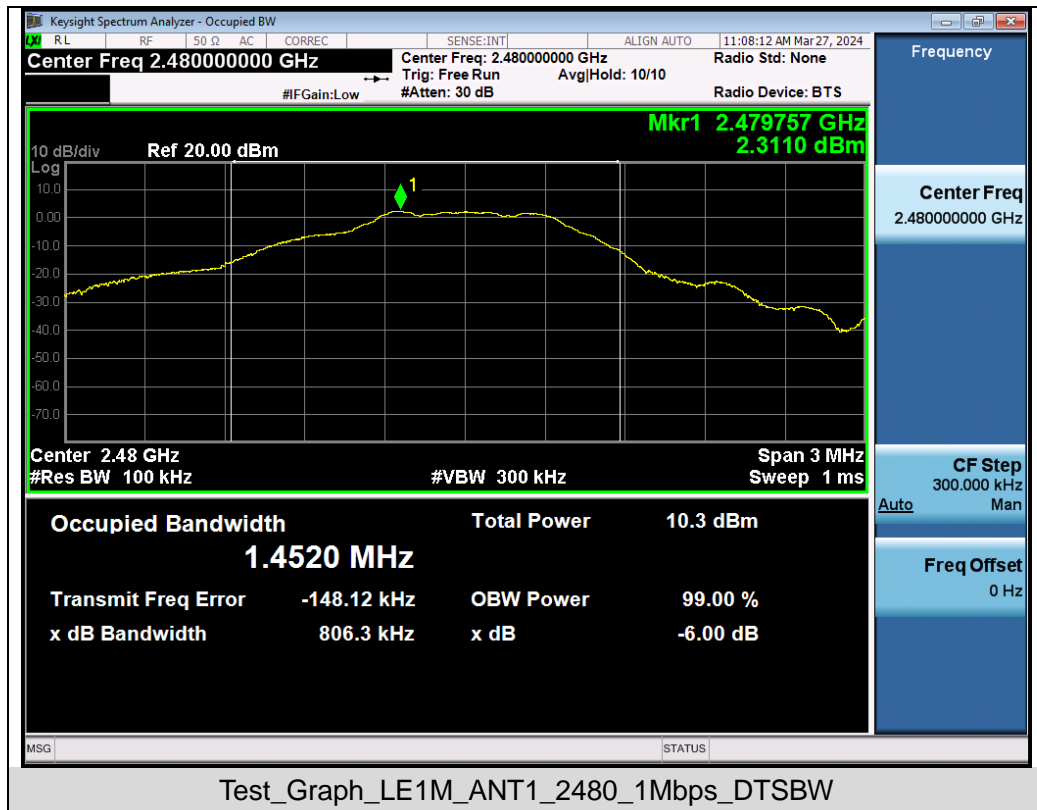 Keysight Spectrum Analyzer - Occupied BW
LXI RL RF 50 Ω AC CORREC SENSE:INT ALIGN AUTO 11:08:12 AM Mar 27, 2024
Center Freq 2.480000000 GHz
Center Freq: 2.480000000 GHz
Radio Std: None
Trig: Free Run Avg|Hold: 10/10
#IFGain:Low
#Atten: 30 dB
Radio Device: BTS
Mkr1 2.479757 GHz
2.3110 dBm
10 dB/div Ref 20.00 dBm
Log
10.0
0.00
-10.0
-20.0
-30.0
-40.0
-50.0
-60.0
-70.0
1
Center 2.48 GHz
Span 3 MHz
#Res BW 100 kHz
#VBW 300 kHz
Sweep 1 ms
Occupied Bandwidth
1.4520 MHz
Total Power 10.3 dBm
Transmit Freq Error -148.12 kHz
OBW Power 99.00 %
x dB Bandwidth 806.3 kHz
x dB -6.00 dB
Frequency
Center Freq
2.480000000 GHz
CF Step
300.000 kHz
Auto Man
Freq Offset
0 Hz
MSG
STATUS
Test_Graph_LE1M_ANT1_2480_1Mbps_DTSBW